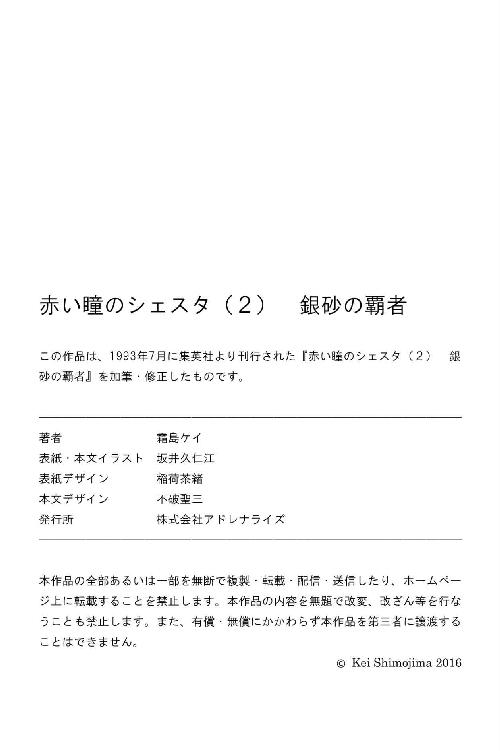 赤い瞳のシェスタ（２）　銀砂の覇者
この作品は、1993年7月に集英社より刊行された『赤い瞳のシェスタ（２）　銀
砂の覇者』を加筆・修正したものです。
著者　霜島ケイ
表紙・本文イラスト　坂井久仁江
表紙デザイン　稲荷茶緒
本文デザイン　不破聖三
発行所　株式会社アドレナライズ
本作品の全部あるいは一部を無断で複製・転載・配信・送信したり、ホームペー
ジ上に転載することを禁止します。本作品の内容を無題で改変、改ざん等を行な
うことも禁止します。また、有償・無償にかかわらず本作品を第三者に譲渡する
ことはできません。
© Kei Shimojima 2016